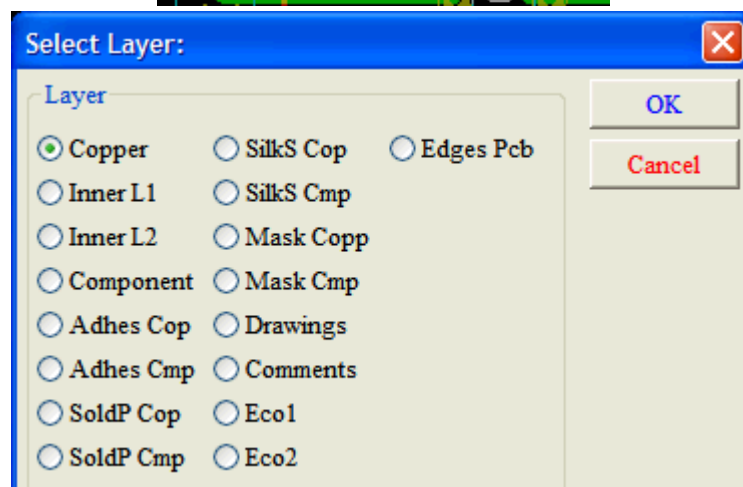 Select Layer:
Layer
Copper
Inner L1
Inner L2
Component
Adhes Cop
Adhes Cmp
SoldP Cop
SoldP Cmp
SilkS Cop
SilkS Cmp
Mask Copp
Mask Cmp
Drawings
Comments
Eco1
Eco2
Edges Pcb
OK
Cancel